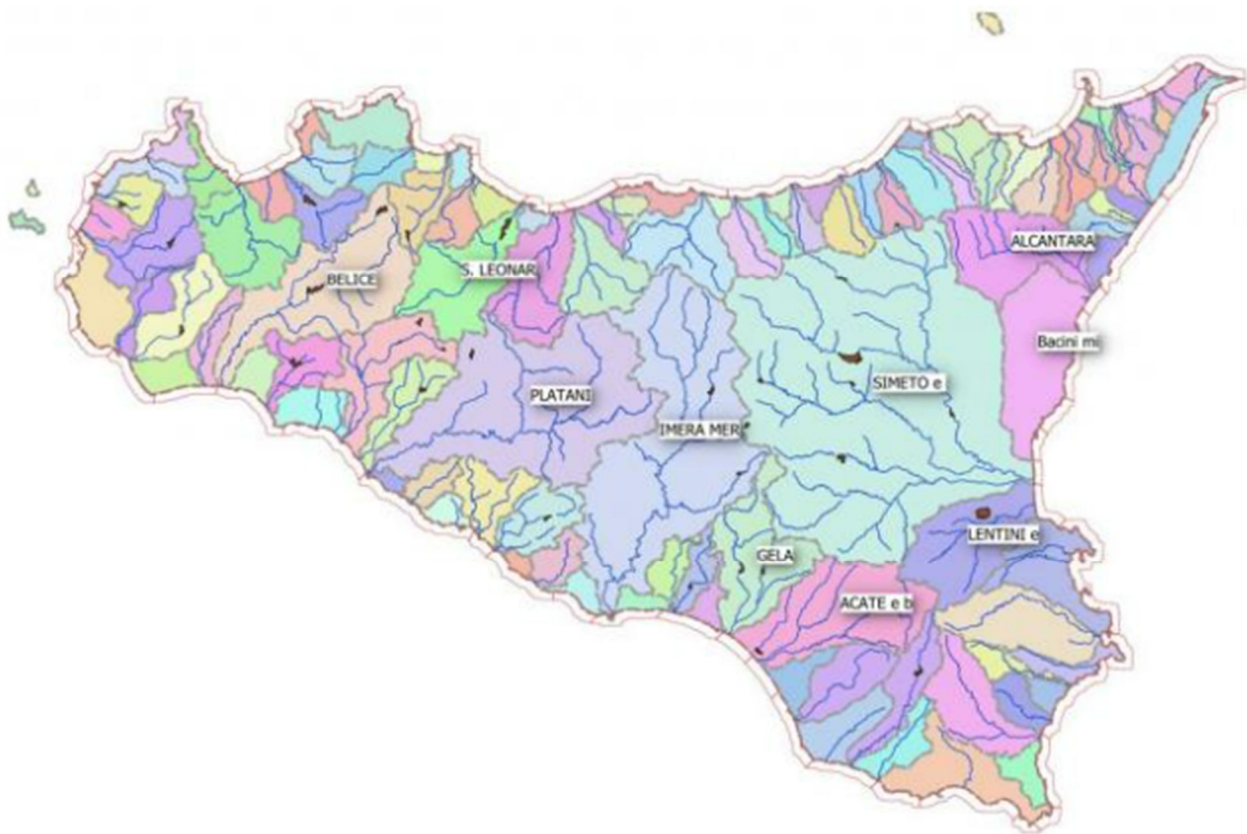 ALCANTARA
S. LEONAR
BELICE
Bacini mi
SIMETO e
PLATANI
IMERA MER
LENTINI e
GELA
ACATE e b